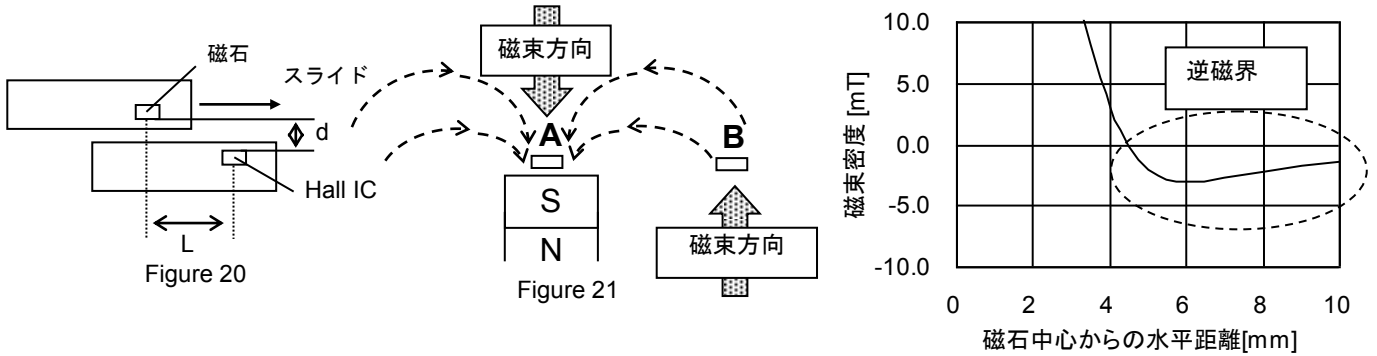 磁石
スライド
d
Hall IC
L
Figure 20
磁束方向
A
B
S
N
磁束方向
Figure 21
10.0
5.0
0.0
-5.0
-10.0
磁束密度 [mT]
逆磁界
0 2 4 6 8 10
磁石中心からの水平距離[mm]